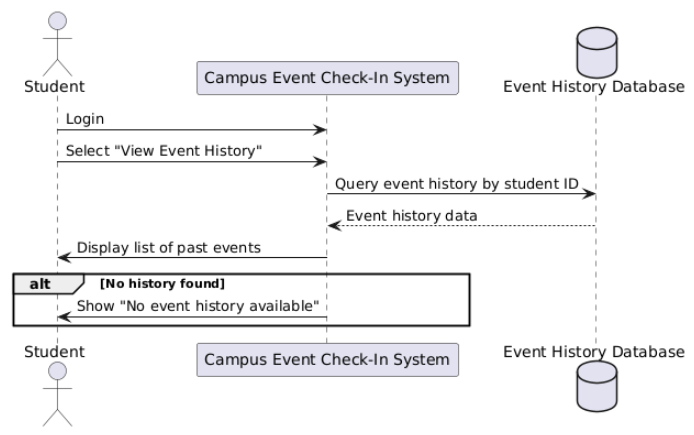 Student
Campus Event Check-In System
Event History Database
Login
Select "View Event History"
Query event history by student ID
Event history data
Display list of past events
alt [No history found]
Show "No event history available"
Student
Campus Event Check-In System
Event History Database